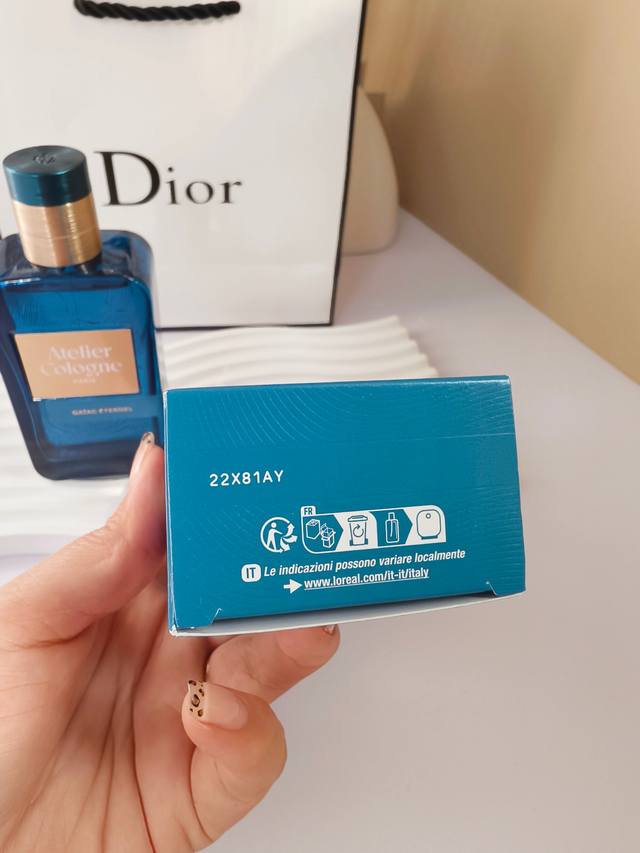 Dior
Atelier
Cologne
PARIS
22X81AY
FR
IT Le indicazioni possono variare localmente
www.loreal.com/it-it/italy